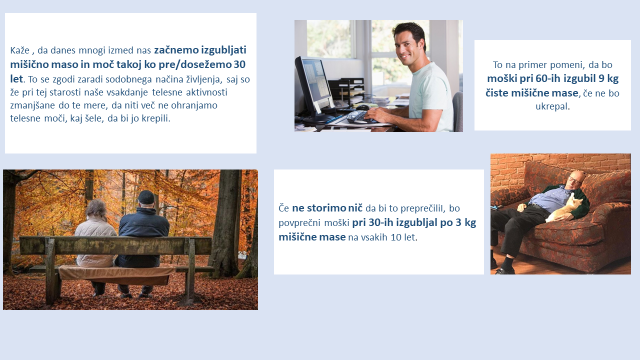 Kaže , da danes mnogi izmed nas začnemo izgubljati
mišično maso in moč takoj ko pre/dosežemo 30
let. To se zgodi zaradi sodobnega načina življenja, saj so
že pri tej starosti naše vsakdanje telesne aktivnosti
zmanjšane do te mere, da niti več ne ohranjamo
telesne moči, kaj šele, da bi jo krepili.
To na primer pomeni, da bo
moški pri 60-ih izgubil 9 kg
čiste mišične mase, če ne bo
ukrepal.
Če ne storimo nič da bi to preprečilil, bo
povprečni moški pri 30-ih izgubljal po 3 kg
mišične mase na vsakih 10 let.